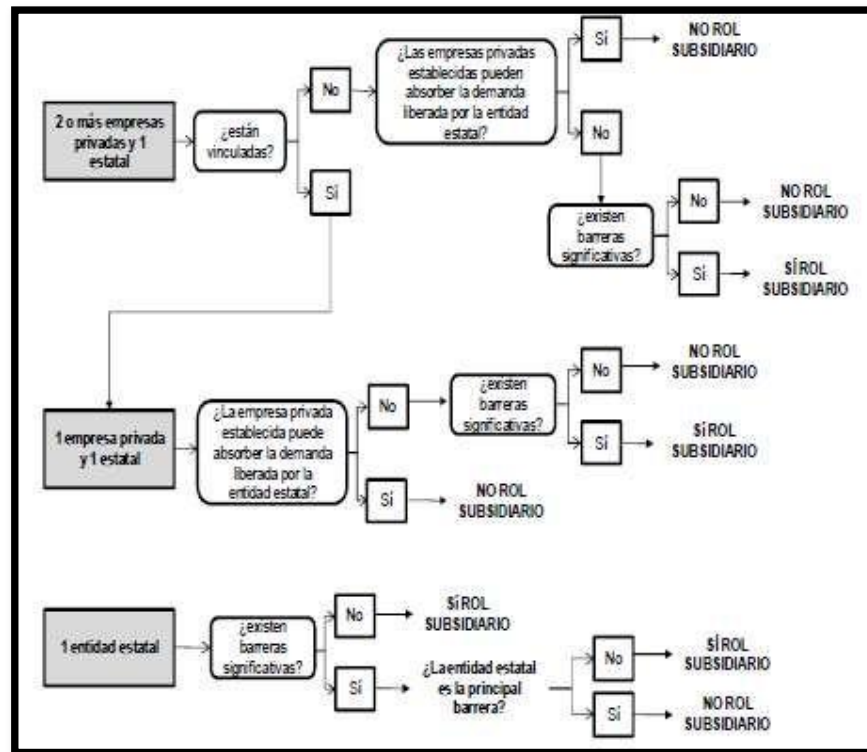 2 o más empresas
privadas y 1
estatal
¿están
vinculadas?
No
Sí
¿Las empresas privadas
establecidas pueden
absorber la demanda
liberada por la entidad
estatal?
Sí
NO ROL
SUBSIDIARIO
No
¿existen
barreras
significativas?
No
NO ROL
SUBSIDIARIO
Sí
SÍ ROL
SUBSIDIARIO
1 empresa privada
y 1 estatal
¿La empresa privada
establecida puede
absorber la demanda
liberada por la
entidad estatal?
No
¿existen
barreras
significativas?
No
NO ROL
SUBSIDIARIO
Sí
SÍ ROL
SUBSIDIARIO
Sí
NO ROL
SUBSIDIARIO
1 entidad estatal
¿existen
barreras
significativas?
No
SÍ ROL
SUBSIDIARIO
Sí
¿La entidad estatal
es la principal
barrera?
No
SÍ ROL
SUBSIDIARIO
Sí
NO ROL
SUBSIDIARIO